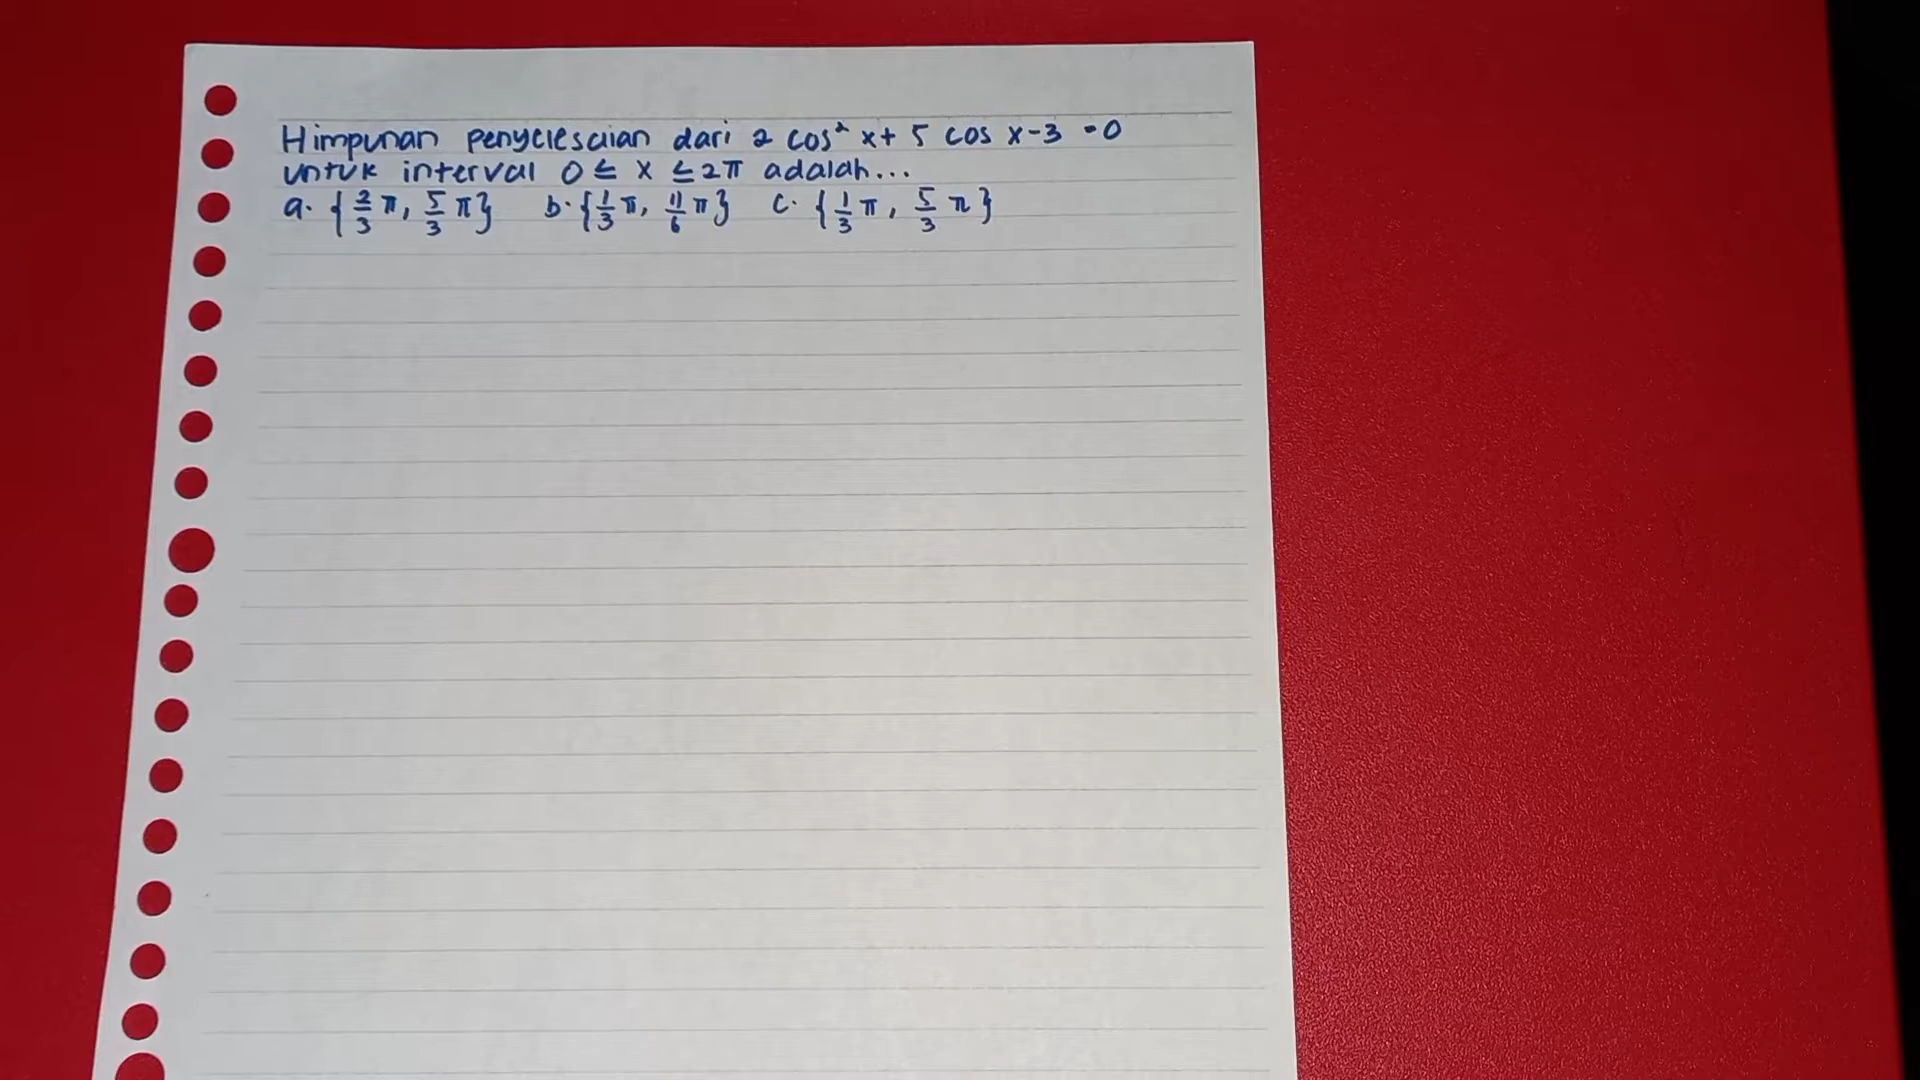 Himpunan penyelesaian dari 2 cos² x + 5 cos x - 3 = 0
untuk interval 0 ≤ x ≤ 2π adalah...
a. {2/3 π, 5/3 π} b. {1/3 π, 11/6 π} c. {1/3 π, 5/3 π}